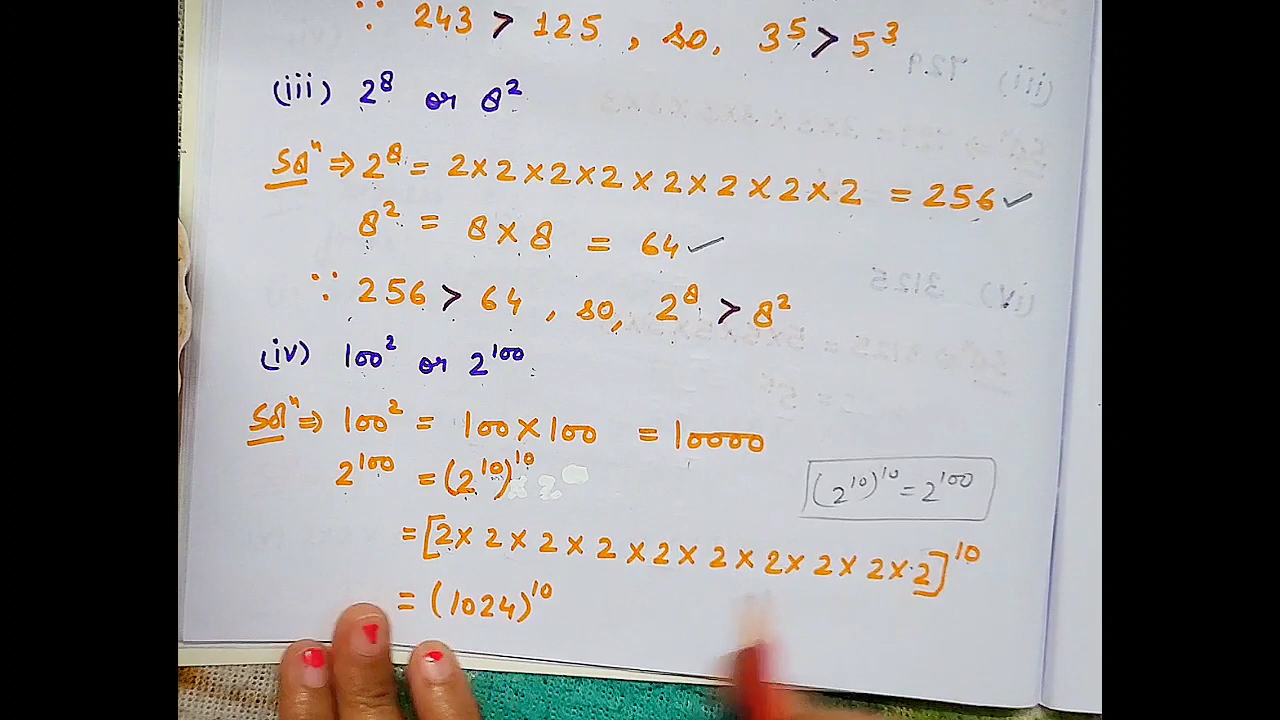 ∵ 243 > 125, so, 3⁵ > 5³
(iii) 2⁸ or 8²
Solⁿ ⇒ 2⁸ = 2×2×2×2×2×2×2×2 = 256 ✓
8² = 8×8 = 64 ✓
∵ 256 > 64, so, 2⁸ > 8²
(iv) 100² or 2¹⁰⁰
Solⁿ ⇒ 100² = 100×100 = 10000
2¹⁰⁰ = (2¹⁰)¹⁰
(2¹⁰)¹⁰ = 2¹⁰⁰
= [2×2×2×2×2×2×2×2×2×2]¹⁰
= (1024)¹⁰